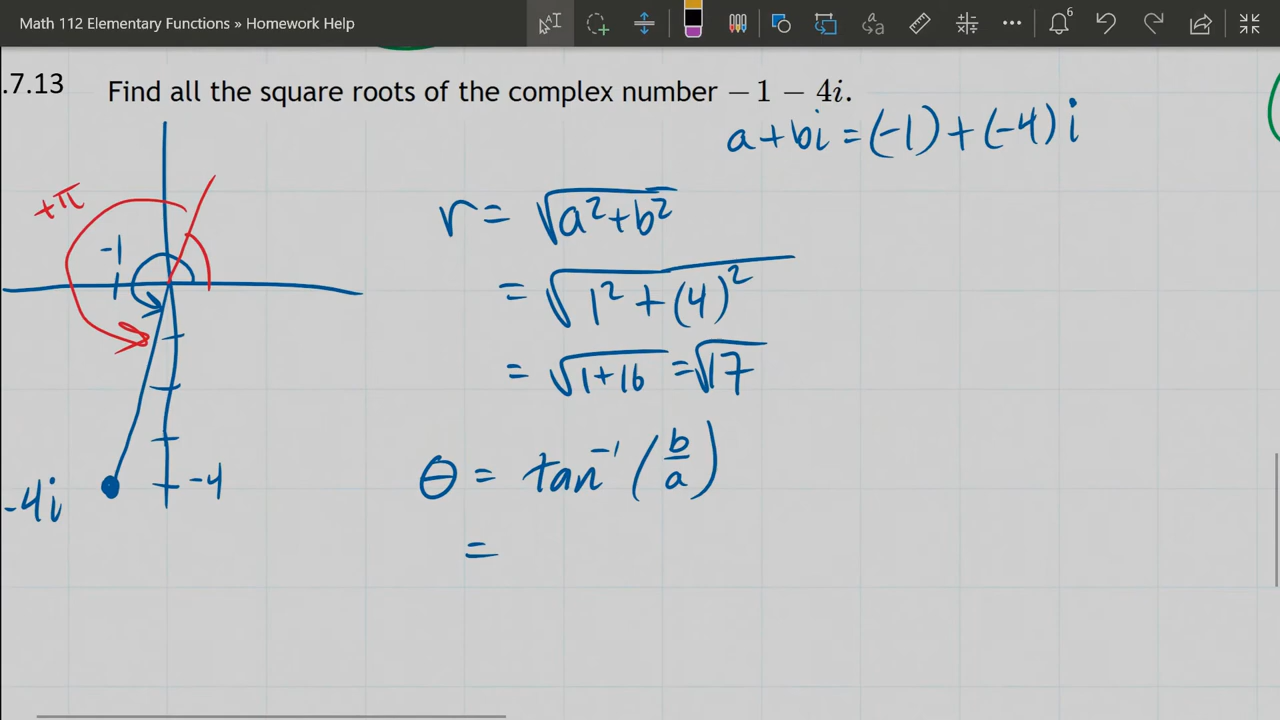 Math 112 Elementary Functions » Homework Help
6
.7.13 Find all the square roots of the complex number −1 − 4i.
a+bi = (-1) + (-4) i
+π
-1
r = √(a²+b²)
= √(1² + (4)²)
= √(1+16) = √17
θ = tan⁻¹ (b/a)
-4
-4i
=